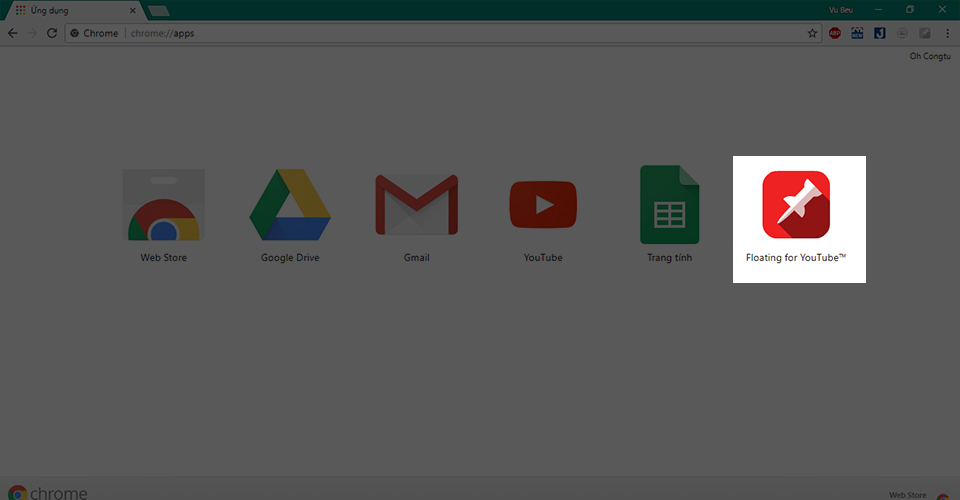 Ứng dụng
Vu Beu
Chrome chrome://apps
ABP
NEW
Oh Congtu
Web Store
Google Drive
Gmail
YouTube
Trang tính
Floating for YouTube™
chrome
Web Store